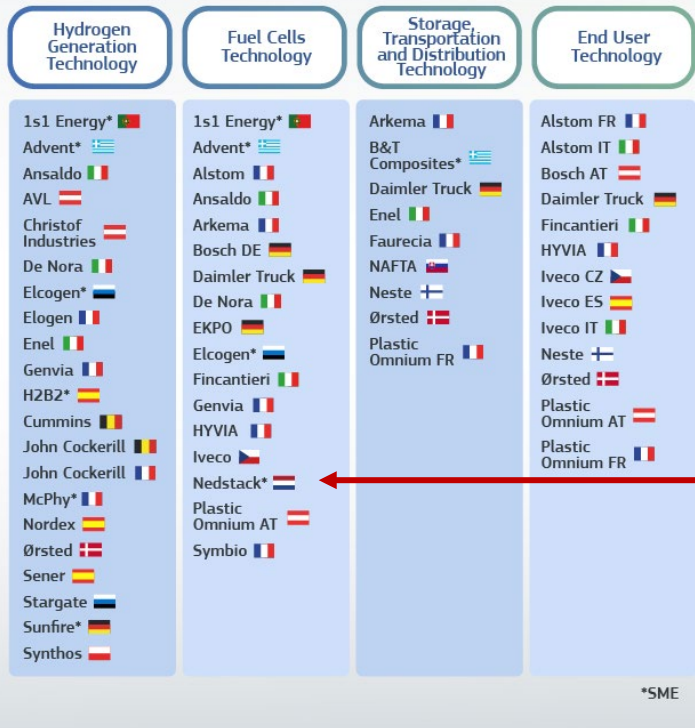 Hydrogen
Generation
Technology
1s1 Energy*
Advent*
Ansaldo
AVL
Christof
Industries
De Nora
Elcogen*
Elogen
Enel
Genvia
H2B2*
Cummins
John Cockerill
John Cockerill
McPhy*
Nordex
Ørsted
Sener
Stargate
Sunfire*
Synthos
Fuel Cells
Technology
1s1 Energy*
Advent*
Alstom
Ansaldo
Arkema
Bosch DE
Daimler Truck
De Nora
EKPO
Elcogen*
Fincantieri
Genvia
HYVIA
Iveco
Nedstack*
Plastic
Omnium AT
Symbio
Storage,
Transportation
and Distribution
Technology
Arkema
B&T
Composites*
Daimler Truck
Enel
Faurecia
NAFTA
Neste
Ørsted
Plastic
Omnium FR
End User
Technology
Alstom FR
Alstom IT
Bosch AT
Daimler Truck
Fincantieri
HYVIA
Iveco CZ
Iveco ES
Iveco IT
Neste
Ørsted
Plastic
Omnium AT
Plastic
Omnium FR
*SME